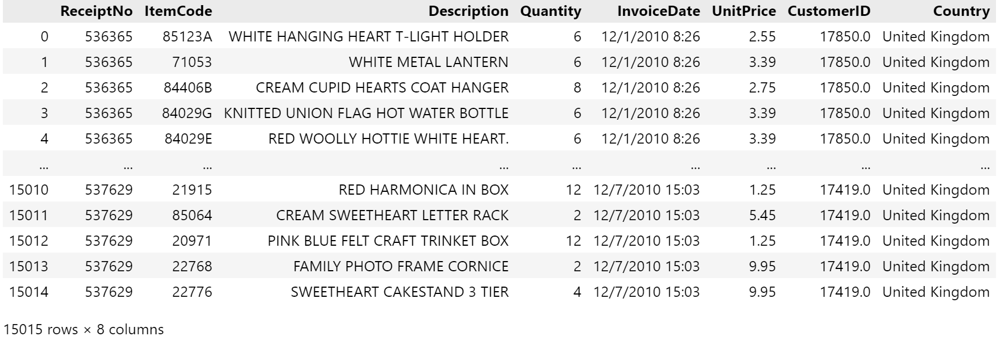 ReceiptNo ItemCode Description Quantity InvoiceDate UnitPrice CustomerID Country
0 536365 85123A WHITE HANGING HEART T-LIGHT HOLDER 6 12/1/2010 8:26 2.55 17850.0 United Kingdom
1 536365 71053 WHITE METAL LANTERN 6 12/1/2010 8:26 3.39 17850.0 United Kingdom
2 536365 84406B CREAM CUPID HEARTS COAT HANGER 8 12/1/2010 8:26 2.75 17850.0 United Kingdom
3 536365 84029G KNITTED UNION FLAG HOT WATER BOTTLE 6 12/1/2010 8:26 3.39 17850.0 United Kingdom
4 536365 84029E RED WOOLLY HOTTIE WHITE HEART. 6 12/1/2010 8:26 3.39 17850.0 United Kingdom
... ... ... ... ... ... ... ... ...
15010 537629 21915 RED HARMONICA IN BOX 12 12/7/2010 15:03 1.25 17419.0 United Kingdom
15011 537629 85064 CREAM SWEETHEART LETTER RACK 2 12/7/2010 15:03 5.45 17419.0 United Kingdom
15012 537629 20971 PINK BLUE FELT CRAFT TRINKET BOX 12 12/7/2010 15:03 1.25 17419.0 United Kingdom
15013 537629 22768 FAMILY PHOTO FRAME CORNICE 2 12/7/2010 15:03 9.95 17419.0 United Kingdom
15014 537629 22776 SWEETHEART CAKESTAND 3 TIER 4 12/7/2010 15:03 9.95 17419.0 United Kingdom
15015 rows × 8 columns